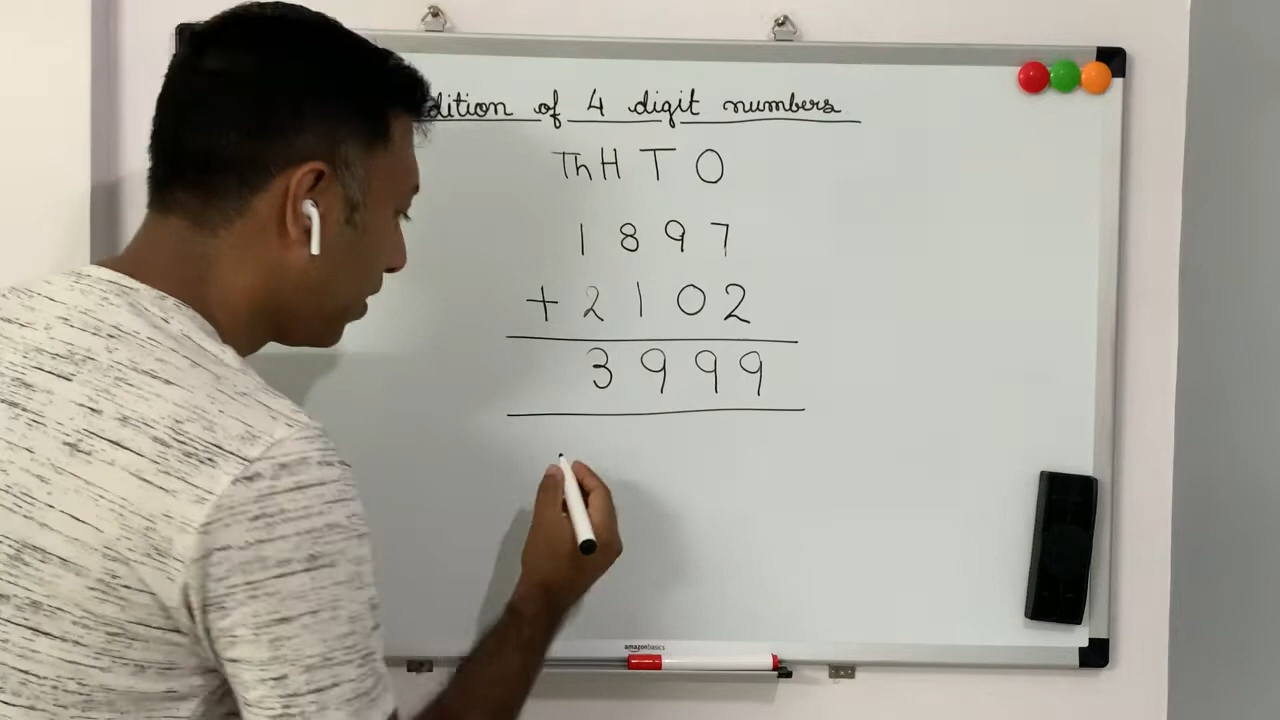 dition of 4 digit numbers
Th H T O
1 8 9 7
+ 2 1 0 2
3 9 9 9
amazonbasics